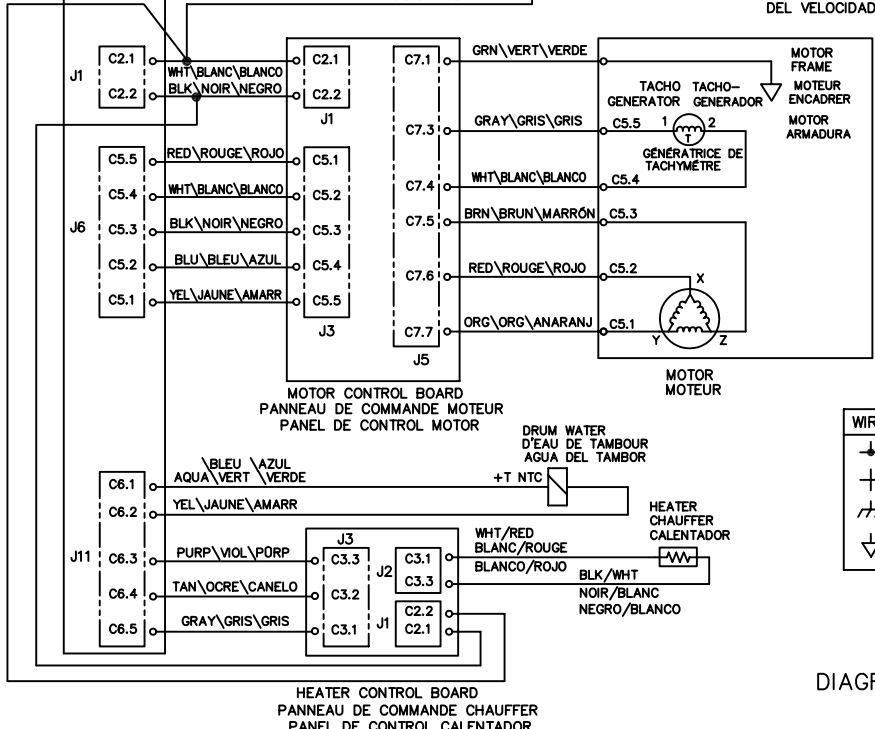 DEL VELOCIDAD
J1
C2.1
C2.2
WHT\BLANC\BLANCO
BLK\NOIR\NEGRO
C2.1
C2.2
J1
J6
C5.5
C5.4
C5.3
C5.2
C5.1
RED\ROUGE\ROJO
WHT\BLANC\BLANCO
BLK\NOIR\NEGRO
BLU\BLEU\AZUL
YEL\JAUNE\AMARR
C5.1
C5.2
C5.3
C5.4
C5.5
J3
C7.1
C7.3
C7.4
C7.5
C7.6
C7.7
J5
GRN\VERT\VERDE
GRAY\GRIS\GRIS
WHT\BLANC\BLANCO
BRN\BRUN\MARRÓN
RED\ROUGE\ROJO
ORG\ORG\ANARANJ
C5.5
C5.4
C5.3
C5.2
C5.1
MOTOR
FRAME
MOTEUR
ENCADRER
MOTOR
ARMADURA
TACHO
GENERATOR
TACHO-
GENERADOR
1
2
T
GÉNÉRATRICE DE
TACHYMÉTRE
X
Y
Z
MOTOR
MOTEUR
MOTOR CONTROL BOARD
PANNEAU DE COMMANDE MOTEUR
PANEL DE CONTROL MOTOR
DRUM WATER
D'EAU DE TAMBOUR
AGUA DEL TAMBOR
+T NTC
WIR
J11
C6.1
C6.2
C6.3
C6.4
C6.5
\BLEU \AZUL
AQUA\VERT \VERDE
YEL\JAUNE\AMARR
PURP\VIOL\PÛRP
TAN\OCRE\CANELO
GRAY\GRIS\GRIS
J3
C3.3
C3.2
C3.1
J2
C3.1
C3.3
J1
C2.2
C2.1
WHT/RED
BLANC/ROUGE
BLANCO/ROJO
HEATER
CHAUFFER
CALENTADOR
BLK/WHT
NOIR/BLANC
NEGRO/BLANCO
HEATER CONTROL BOARD
PANNEAU DE COMMANDE CHAUFFER
PANEL DE CONTROL CALENTADOR
DIAGR